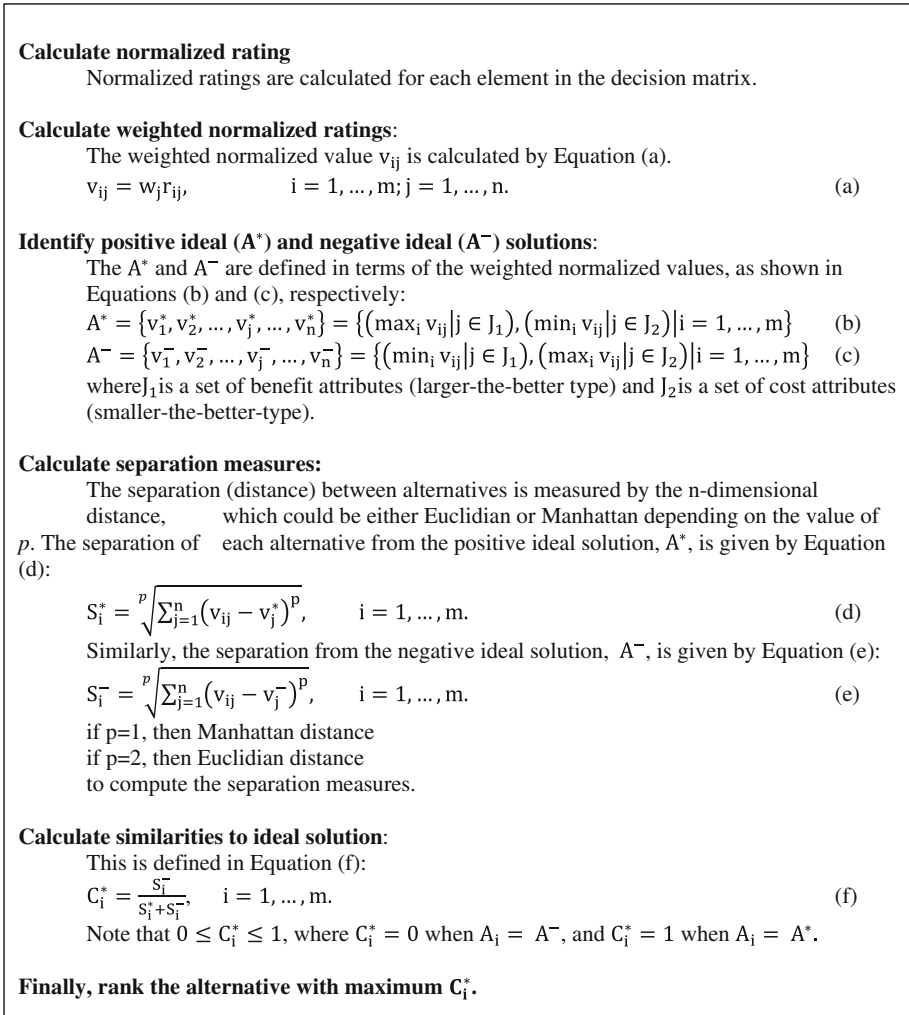 Calculate normalized rating
Normalized ratings are calculated for each element in the decision matrix.
Calculate weighted normalized ratings:
The weighted normalized value v_ij is calculated by Equation (a).
v_ij = w_j r_ij, i = 1, … , m; j = 1, … , n. (a)
Identify positive ideal (A*) and negative ideal (A⁻) solutions:
The A* and A⁻ are defined in terms of the weighted normalized values, as shown in
Equations (b) and (c), respectively:
A* = {v₁*, v₂*, … , v_j*, … , v_n*} = {(max_i v_ij|j ∈ J₁), (min_i v_ij|j ∈ J₂)|i = 1, … , m} (b)
A⁻ = {v₁⁻, v₂⁻, … , v_j⁻, … , v_n⁻} = {(min_i v_ij|j ∈ J₁), (max_i v_ij|j ∈ J₂)|i = 1, … , m} (c)
whereJ₁is a set of benefit attributes (larger-the-better type) and J₂is a set of cost attributes
(smaller-the-better-type).
Calculate separation measures:
The separation (distance) between alternatives is measured by the n-dimensional
distance, which could be either Euclidian or Manhattan depending on the value of
p. The separation of each alternative from the positive ideal solution, A*, is given by Equation
(d):
S_i* = ᵖ√(∑_{j=1}^{n}(v_ij − v_j*)^p), i = 1, … , m. (d)
Similarly, the separation from the negative ideal solution, A⁻, is given by Equation (e):
S_i⁻ = ᵖ√(∑_{j=1}^{n}(v_ij − v_j⁻)^p), i = 1, … , m. (e)
if p=1, then Manhattan distance
if p=2, then Euclidian distance
to compute the separation measures.
Calculate similarities to ideal solution:
This is defined in Equation (f):
C_i* = S_i⁻/(S_i*+S_i⁻), i = 1, … , m. (f)
Note that 0 ≤ C_i* ≤ 1, where C_i* = 0 when A_i = A⁻, and C_i* = 1 when A_i = A*.
Finally, rank the alternative with maximum C_i*.